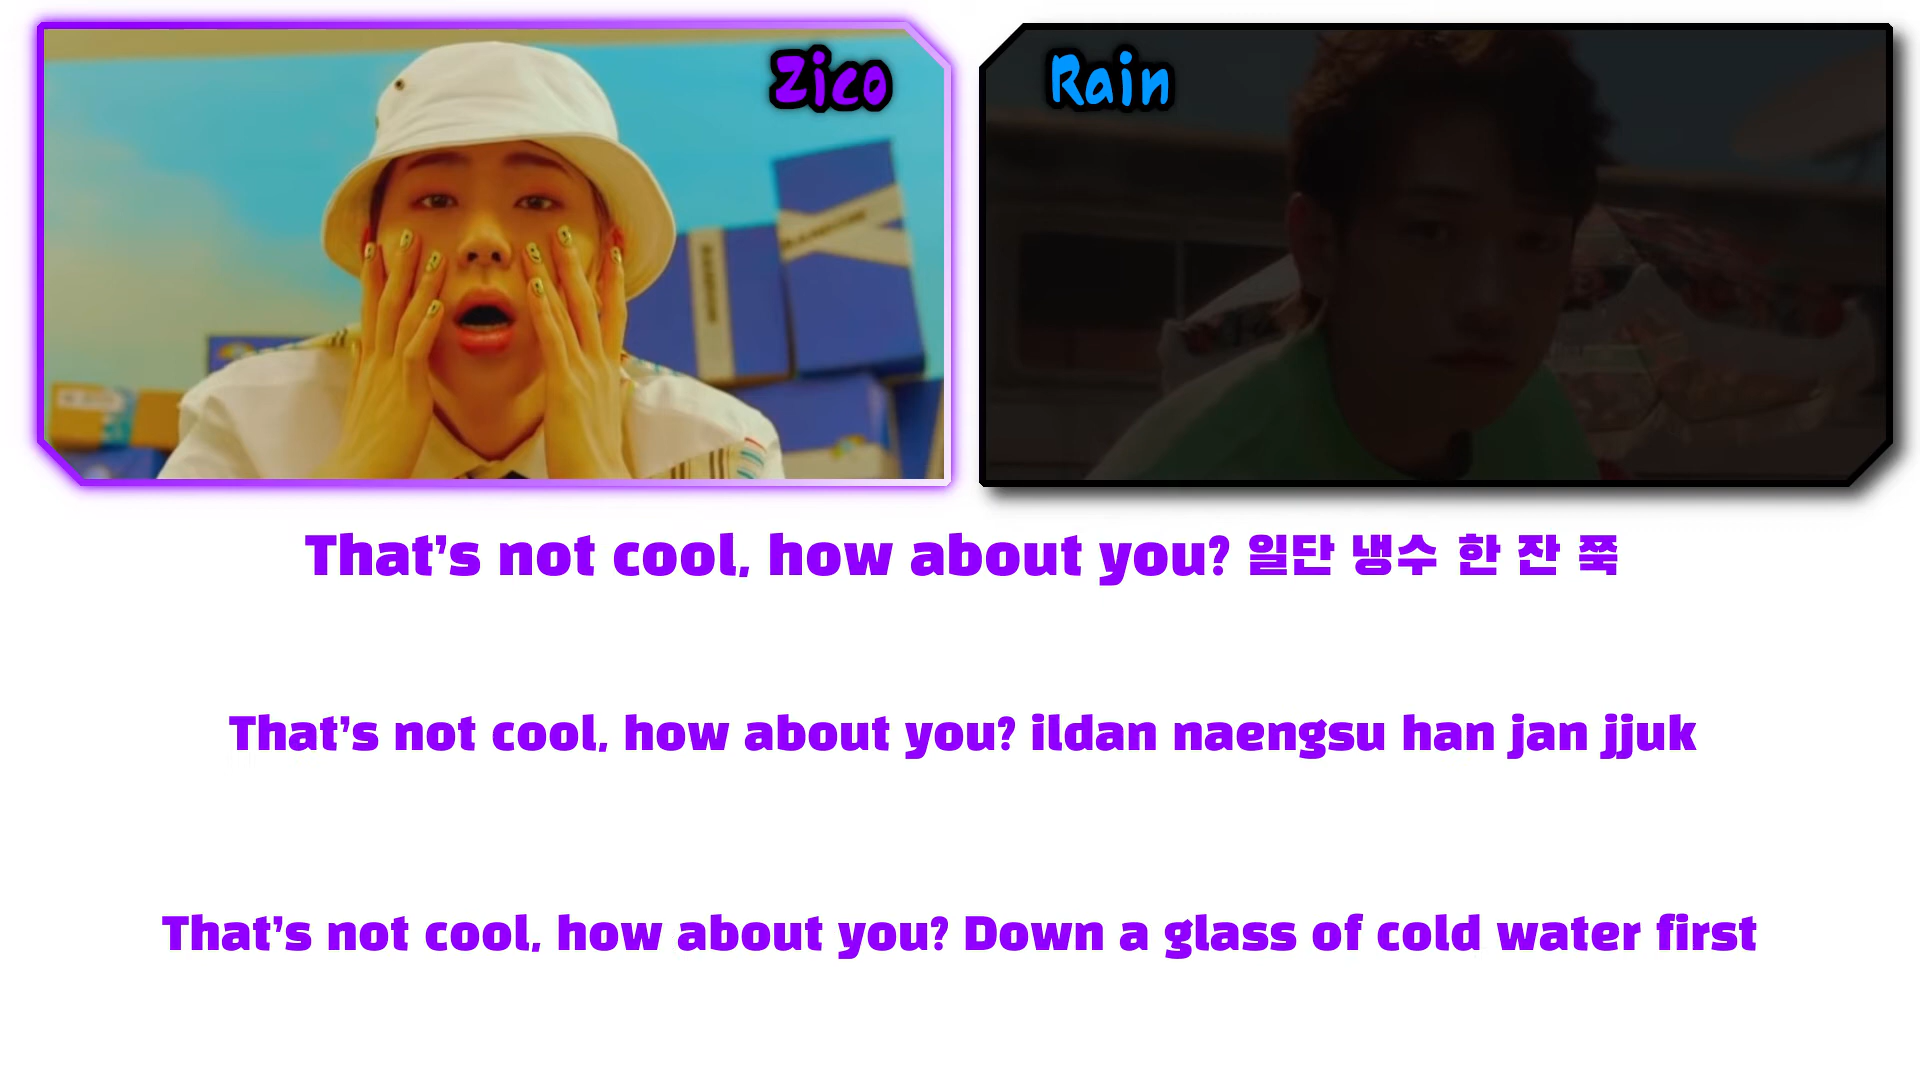 Zico
Rain
That's not cool, how about you? 일단 냉수 한 잔 쭉
That's not cool, how about you? ildan naengsu han jan jjuk
That's not cool, how about you? Down a glass of cold water first